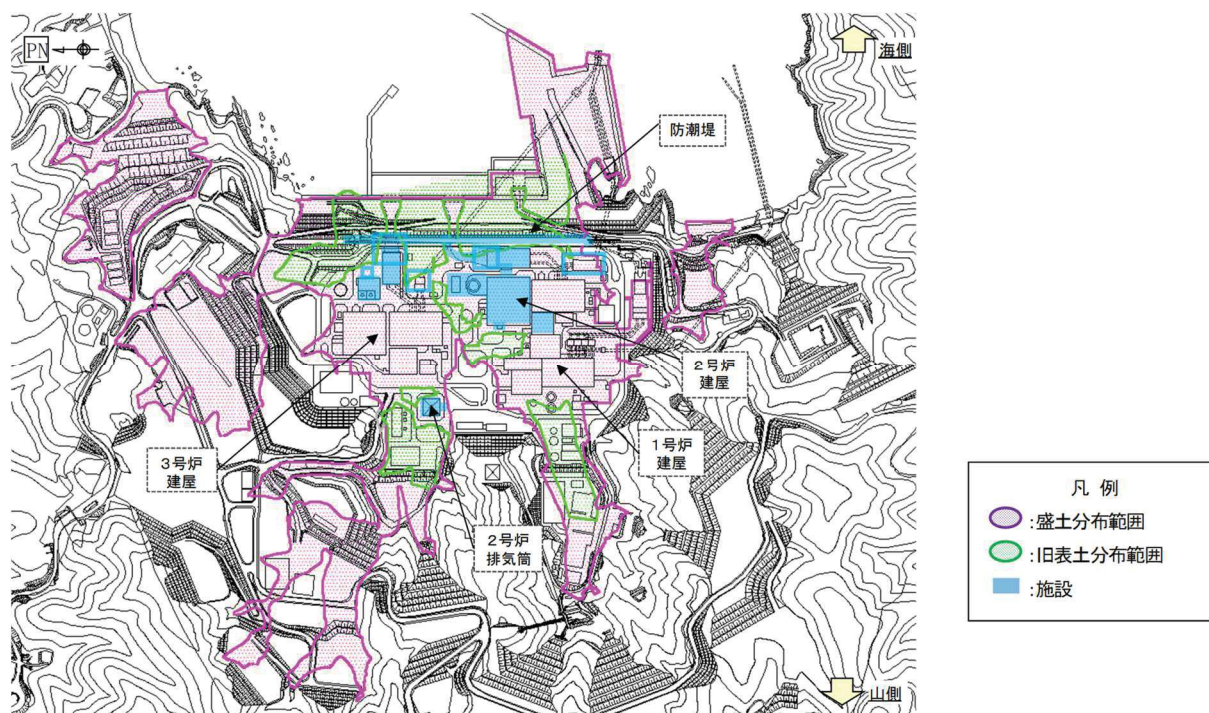 PN
海側
防潮堤
2号炉
建屋
1号炉
建屋
3号炉
建屋
2号炉
排気筒
山側
凡 例
:盛土分布範囲
:旧表土分布範囲
:施設